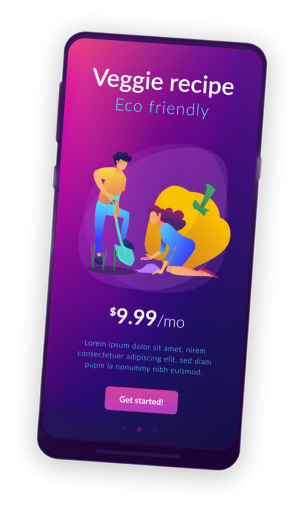 Veggie recipe
Eco friendly
$9.99/mo
Lorem ipsum dolor sit amet, nirem
consectetuer adipiscing elit, sed diam
pupm la nonummy nibh euismod.
Get started!